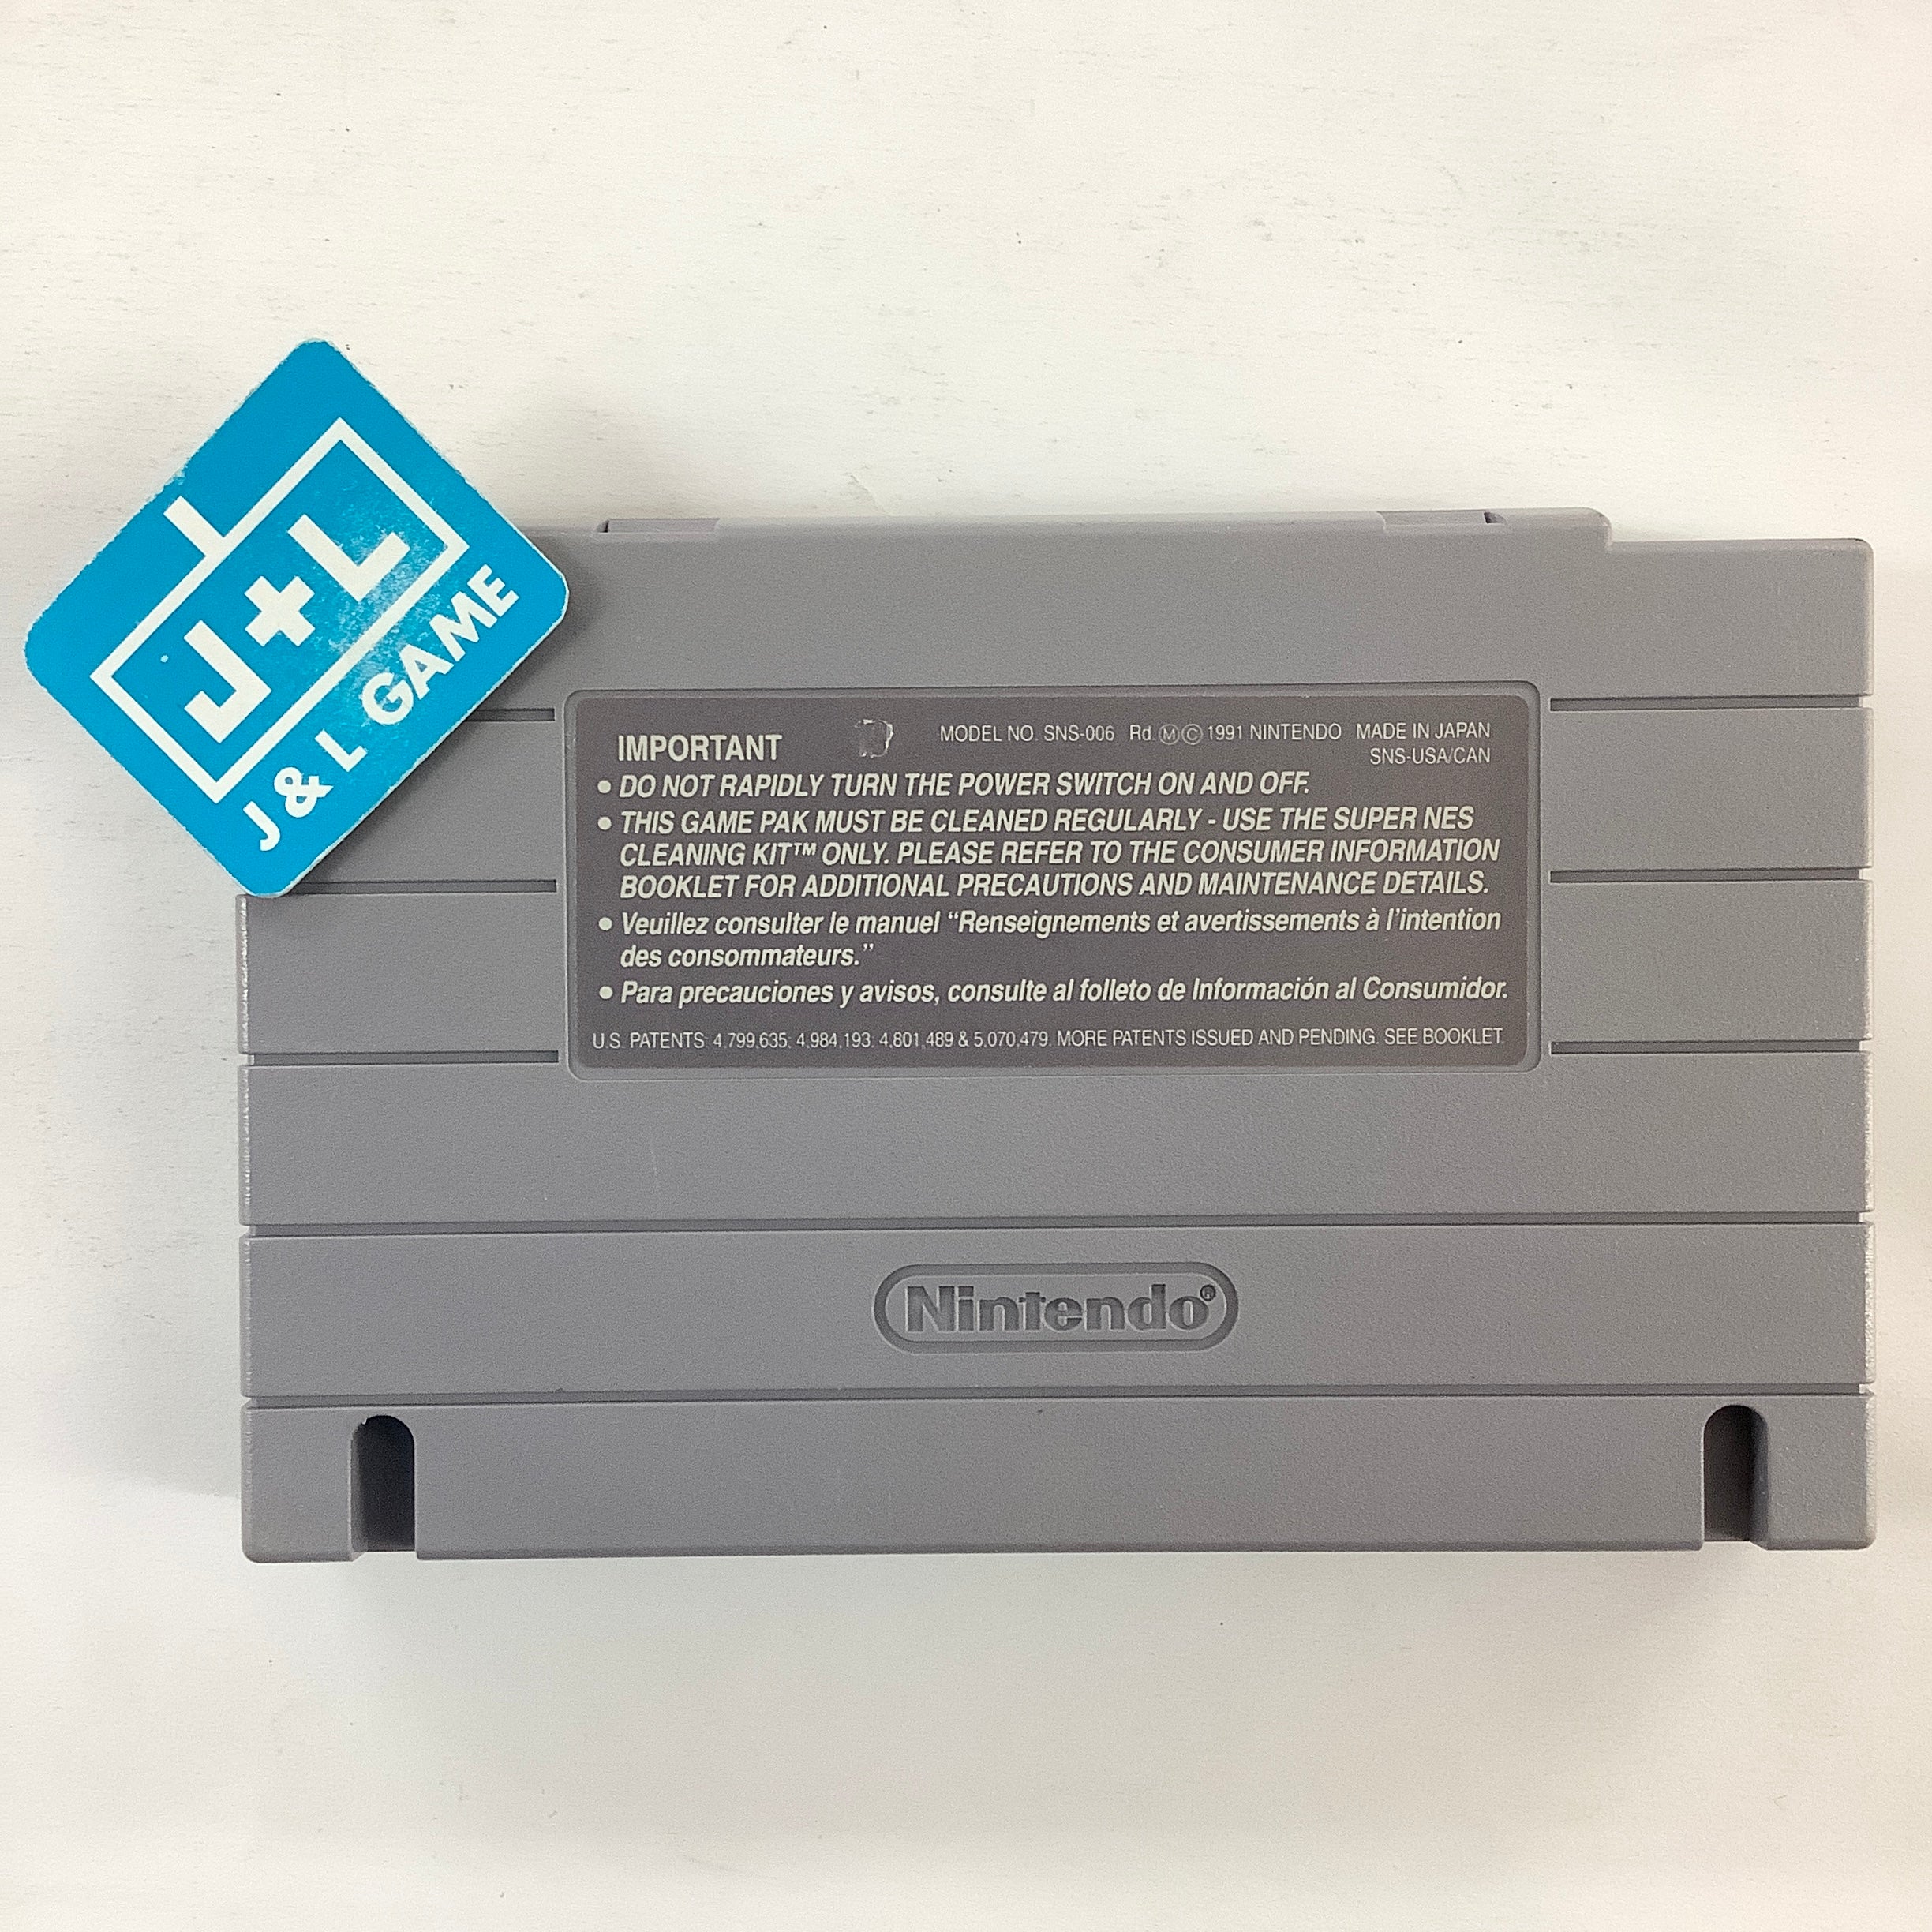 J+L
J & L GAME
IMPORTANT
MODEL NO. SNS-006 Rd. Ⓜ© 1991 NINTENDO MADE IN JAPAN
SNS-USA/CAN
• DO NOT RAPIDLY TURN THE POWER SWITCH ON AND OFF.
• THIS GAME PAK MUST BE CLEANED REGULARLY - USE THE SUPER NES
CLEANING KIT™ ONLY. PLEASE REFER TO THE CONSUMER INFORMATION
BOOKLET FOR ADDITIONAL PRECAUTIONS AND MAINTENANCE DETAILS.
• Veuillez consulter le manuel “Renseignements et avertissements à l’intention
des consommateurs.”
• Para precauciones y avisos, consulte al folleto de Información al Consumidor.
U.S. PATENTS: 4,799,635; 4,984,193; 4,801,489 & 5,070,479. MORE PATENTS ISSUED AND PENDING. SEE BOOKLET.
Nintendo®